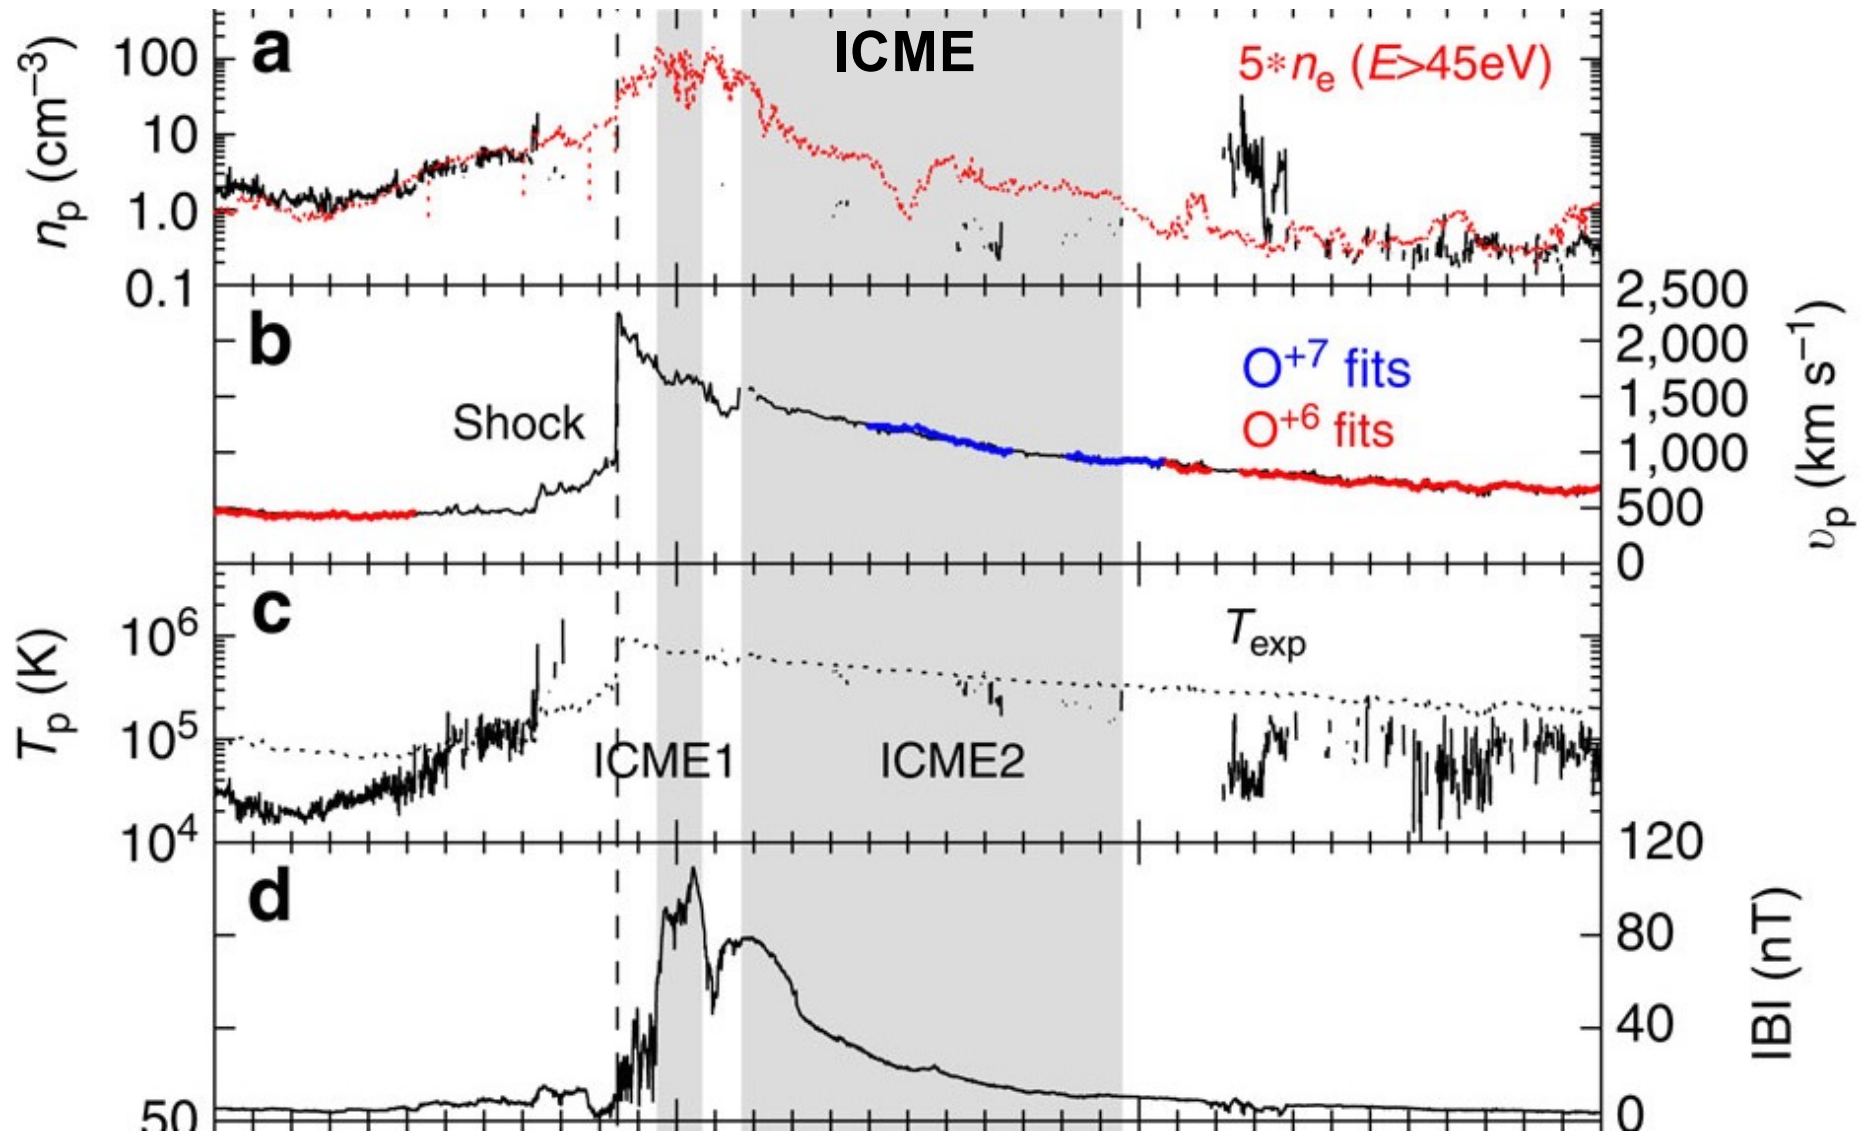 a
ICME
5*nₑ (E>45eV)
nₚ (cm⁻³)
100
10
1.0
0.1
b
Shock
O⁺⁷ fits
O⁺⁶ fits
2,500
2,000
1,500
1,000
500
0
υₚ (km s⁻¹)
c
Tₚ (K)
10⁶
10⁵
10⁴
Texp
ICME1
ICME2
d
120
80
40
0
IBI (nT)
50